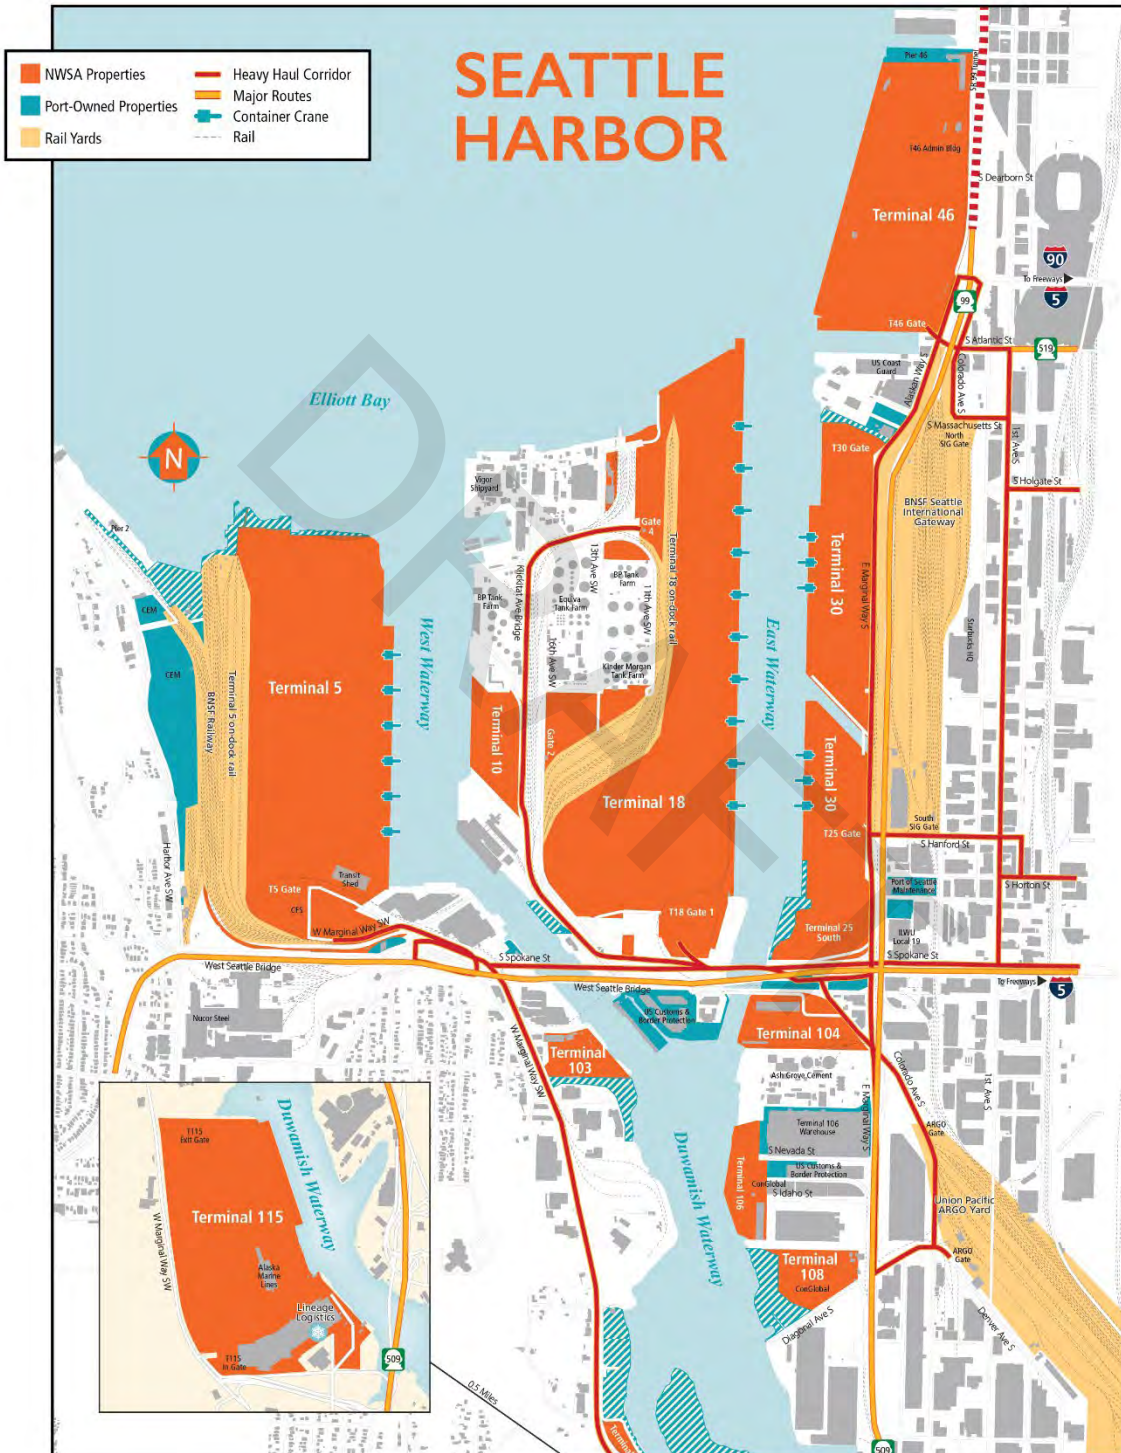 SEATTLE
HARBOR
NWSA Properties
Port-Owned Properties
Rail Yards
Heavy Haul Corridor
Major Routes
Container Crane
Rail
Pier 46
SR 99 Tunnel
T46 Admin Bldg
S Dearborn St
Terminal 46
90
To Freeways
5
99
T46 Gate
S Atlantic St
519
US Coast
Guard
Alaskan Way S
Colorado Ave S
Elliott Bay
N
S Massachusetts St
North
SIG Gate
1st Ave S
T30 Gate
S Holgate St
Vigor
Shipyard
BNSF Seattle
International
Gateway
Pier 2
Gate
4
Terminal 18 on-dock rail
Terminal 30
E Marginal Way S
13th Ave SW
Klickitat Ave Bridge
BP Tank
Farm
BP Tank
Farm
Equiva
Tank Farm
11th Ave SW
CEM
CEM
West Waterway
East Waterway
Starbucks HQ
16th Ave SW
Kinder Morgan
Tank Farm
Terminal 5
BNSF Railway
Terminal 5 on-dock rail
Terminal 10
Gate 2
Terminal 18
Terminal 30
T25 Gate
South
SIG Gate
S Hanford St
Harbor Ave SW
Transit
Shed
T5 Gate
CFS
S Horton St
Port of Seattle
Maintenance
T18 Gate 1
Terminal 25
South
ILWU
Local 19
W Marginal Way SW
S Spokane St
S Spokane St
West Seattle Bridge
West Seattle Bridge
To Freeways
5
Nucor Steel
US Customs &
Border Protection
Terminal 104
W Marginal Way SW
Terminal
103
Ash Grove Cement
Colorado Ave S
E Marginal Way S
1st Ave S
Terminal 106
Warehouse
ARGO
Gate
S Nevada St
Duwamish Waterway
US Customs &
Border Protection
ConGlobal
S Idaho St
Terminal 106
Union Pacific
ARGO Yard
ARGO
Gate
Terminal
108
ConGlobal
Diagonal Ave S
Denver Ave S
T115
Exit Gate
Duwamish Waterway
Terminal 115
W Marginal Way SW
Alaska
Marine
Lines
Lineage
Logistics
T115
In Gate
509
0.5 Miles
509
DRAFT